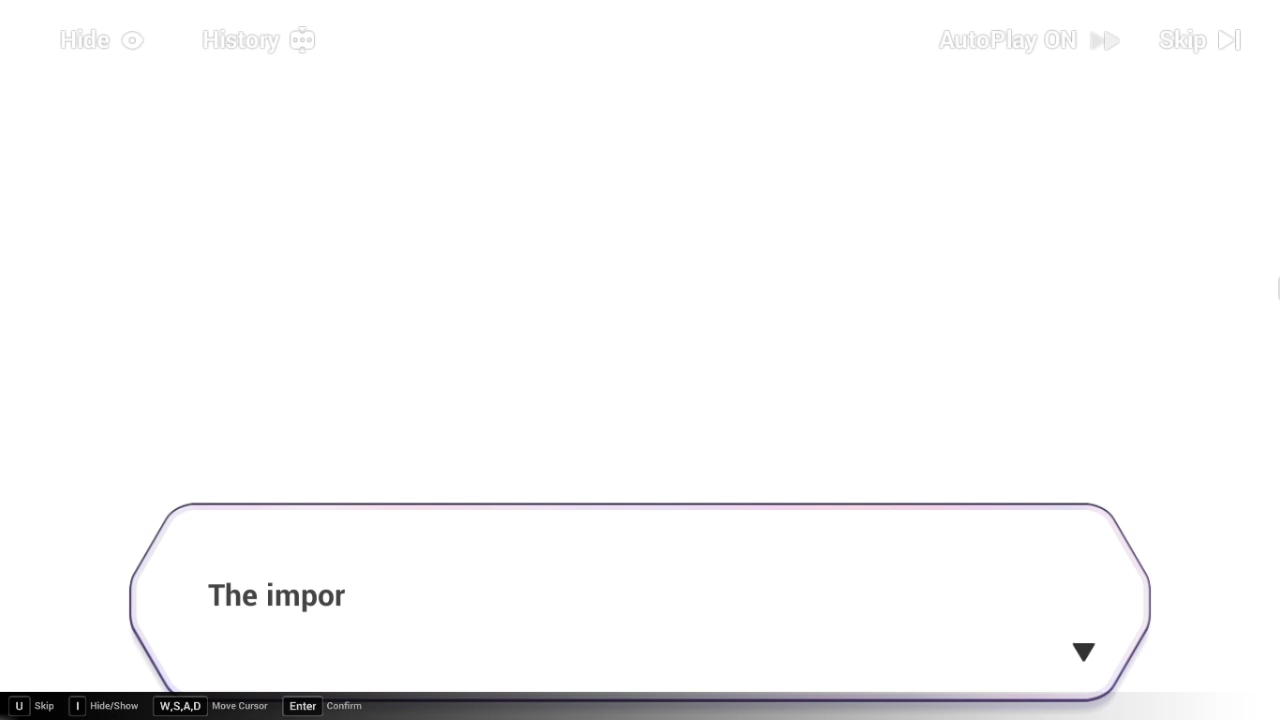 Hide
History
AutoPlay ON
Skip
The impor
U Skip I Hide/Show W,S,A,D Move Cursor Enter Confirm